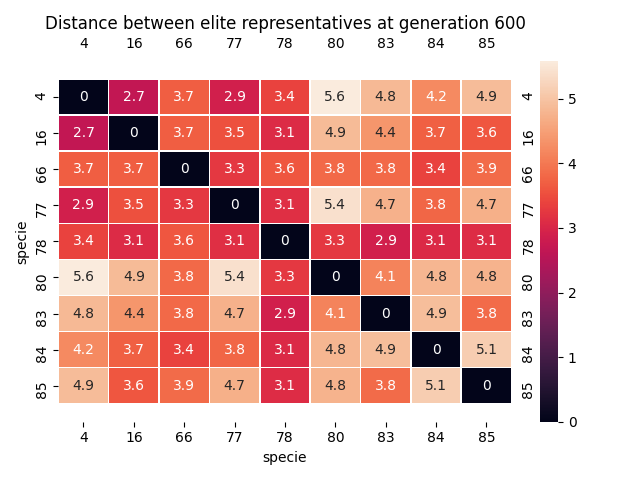 Distance between elite representatives at generation 600
4 16 66 77 78 80 83 84 85
4 0 2.7 3.7 2.9 3.4 5.6 4.8 4.2 4.9 4
16 2.7 0 3.7 3.5 3.1 4.9 4.4 3.7 3.6 16
66 3.7 3.7 0 3.3 3.6 3.8 3.8 3.4 3.9 66
77 2.9 3.5 3.3 0 3.1 5.4 4.7 3.8 4.7 77
78 3.4 3.1 3.6 3.1 0 3.3 2.9 3.1 3.1 78
80 5.6 4.9 3.8 5.4 3.3 0 4.1 4.8 4.8 80
83 4.8 4.4 3.8 4.7 2.9 4.1 0 4.9 3.8 83
84 4.2 3.7 3.4 3.8 3.1 4.8 4.9 0 5.1 84
85 4.9 3.6 3.9 4.7 3.1 4.8 3.8 5.1 0 85
4 16 66 77 78 80 83 84 85
specie
specie
5
4
3
2
1
0